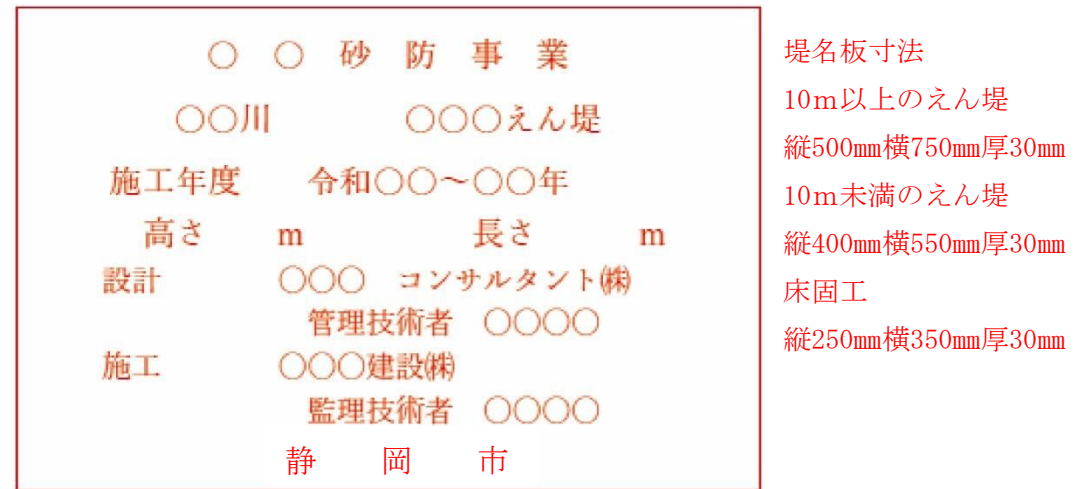 ○ ○ 砂 防 事 業
○○川 ○○○えん堤
施工年度 令和○○~○○年
高さ m 長さ m
設計 ○○○ コンサルタント㈱
管理技術者 ○○○○
施工 ○○○建設㈱
監理技術者 ○○○○
静 岡 市
堤名板寸法
10m以上のえん堤
縦500㎜横750㎜厚30㎜
10m未満のえん堤
縦400㎜横550㎜厚30㎜
床固工
縦250㎜横350㎜厚30㎜